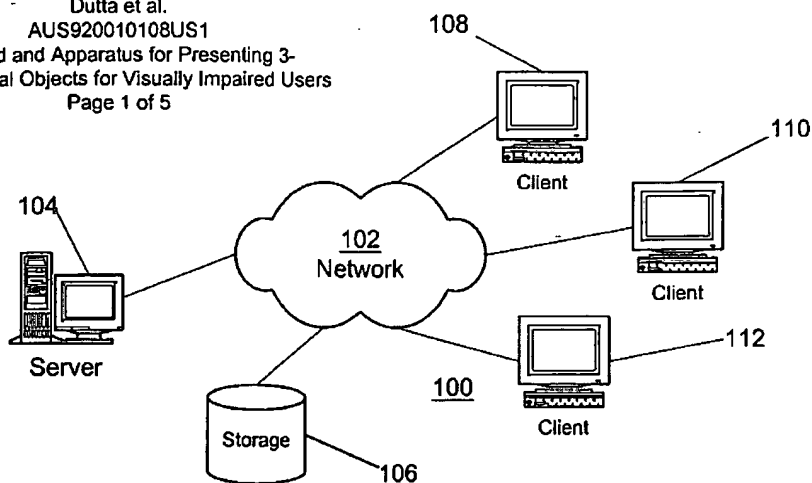 Dutta et al.
AUS920010108US1
d and Apparatus for Presenting 3-
al Objects for Visually Impaired Users
Page 1 of 5
108
Client
110
Client
104
Server
102
Network
112
Client
100
Storage
106